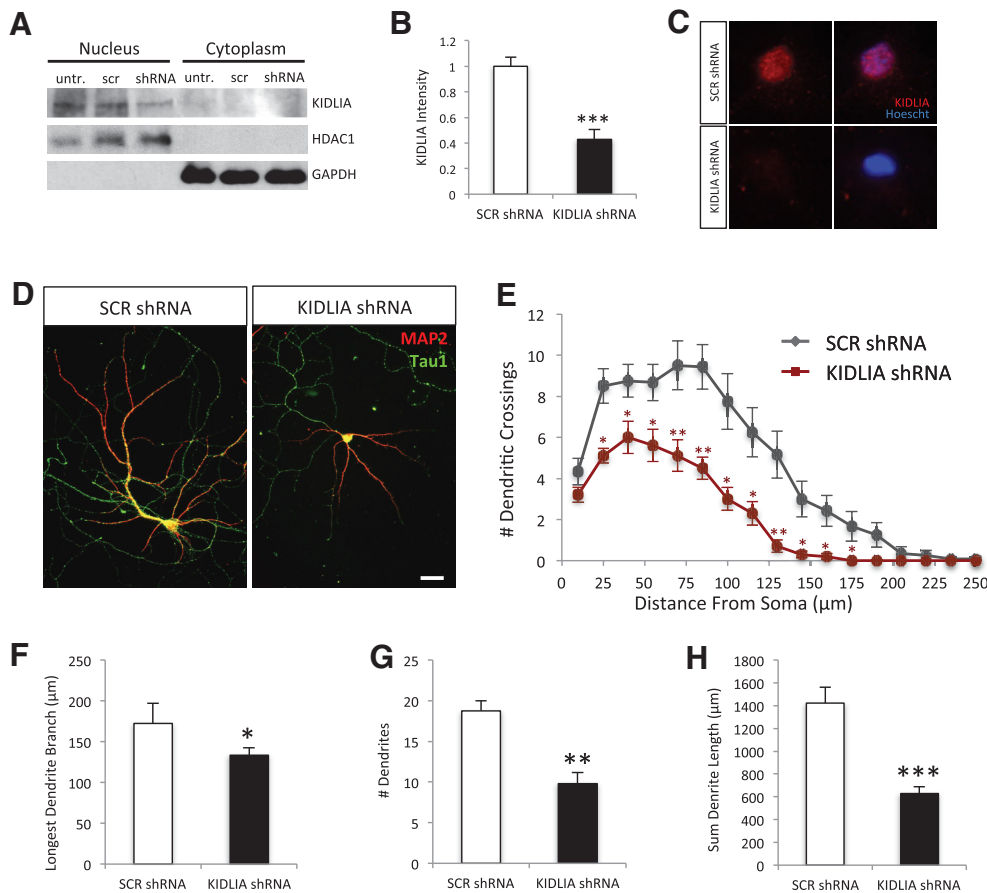 A
Nucleus
Cytoplasm
untr.
scr
shRNA
untr.
scr
shRNA
KIDLIA
HDAC1
GAPDH
B
KIDLIA Intensity
1.2
1
0.8
0.6
0.4
0.2
0
***
SCR shRNA
KIDLIA shRNA
C
SCR shRNA
KIDLIA shRNA
KIDLIA
Hoescht
D
SCR shRNA
KIDLIA shRNA
MAP2
Tau1
E
# Dendritic Crossings
12
10
8
6
4
2
0
SCR shRNA
KIDLIA shRNA
*
*
*
**
**
*
*
**
*
*
*
0
25
50
75
100
125
150
175
200
225
250
Distance From Soma (μm)
F
Longest Dendrite Branch (μm)
250
200
150
100
50
0
*
SCR shRNA
KIDLIA shRNA
G
# Dendrites
25
20
15
10
5
0
**
SCR shRNA
KIDLIA shRNA
H
Sum Denrite Length (μm)
1800
1600
1400
1200
1000
800
600
400
200
0
***
SCR shRNA
KIDLIA shRNA